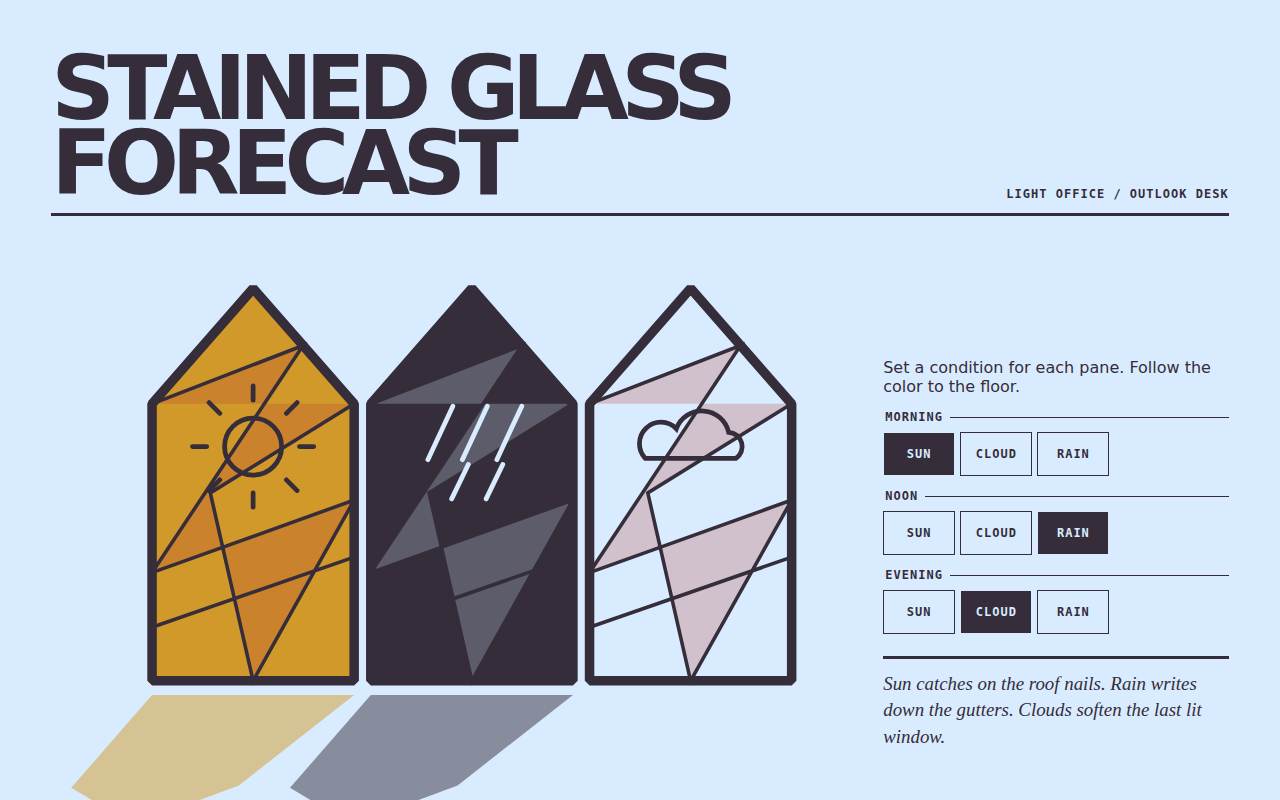 STAINED GLASS
FORECAST
LIGHT OFFICE / OUTLOOK DESK
Set a condition for each pane. Follow the
color to the floor.
MORNING
SUN CLOUD RAIN
NOON
SUN CLOUD RAIN
EVENING
SUN CLOUD RAIN
Sun catches on the roof nails. Rain writes
down the gutters. Clouds soften the last lit
window.